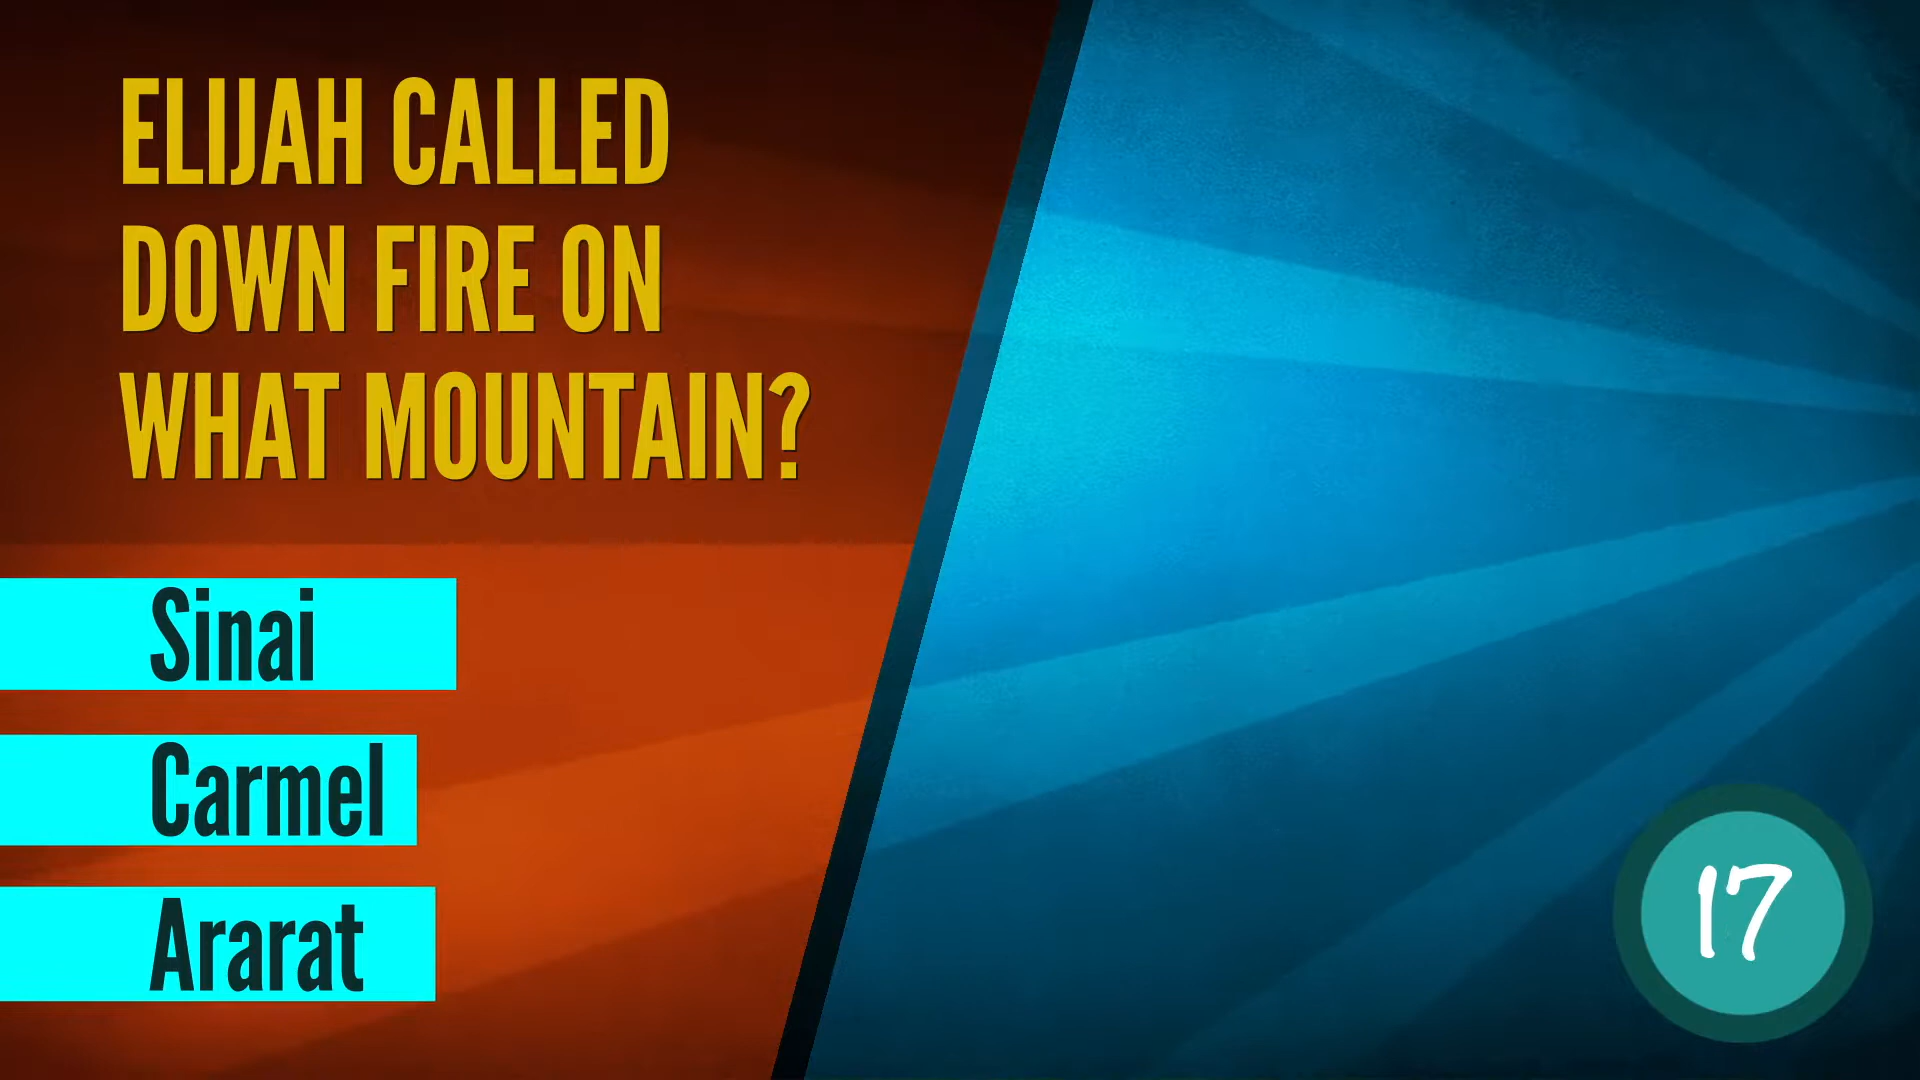 ELIJAH CALLED
DOWN FIRE ON
WHAT MOUNTAIN?
Sinai
Carmel
Ararat
17